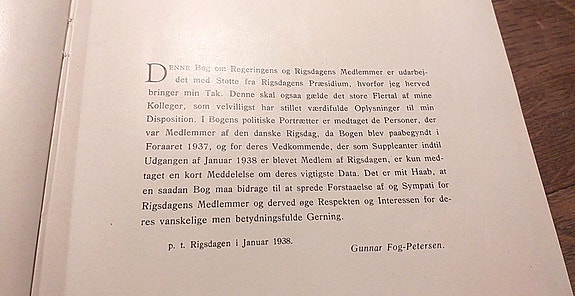 DENNE Bog om Regeringens og Rigsdagens Medlemmer er udarbej-
det med Støtte fra Rigsdagens Præsidium, hvorfor jeg herved
bringer min Tak. Denne skal ogsaa gælde det store Flertal af mine
Kolleger, som velvilligst har stillet værdifulde Oplysninger til min
Disposition. I Bogens politiske Portrætter er medtaget de Personer, der
var Medlemmer af den danske Rigsdag, da Bogen blev paabegyndt i
Foraaret 1937, og for deres Vedkommende, der som Suppleanter indtil
Udgangen af Januar 1938 er blevet Medlem af Rigsdagen, er kun med-
taget en kort Meddelelse om deres vigtigste Data. Det er mit Haab, at
en saadan Bog maa bidrage til at sprede Forstaaelse af og Sympati for
Rigsdagens Medlemmer og derved øge Respekten og Interessen for de-
res vanskelige men betydningsfulde Gerning.
p. t. Rigsdagen i Januar 1938.
Gunnar Fog-Petersen.